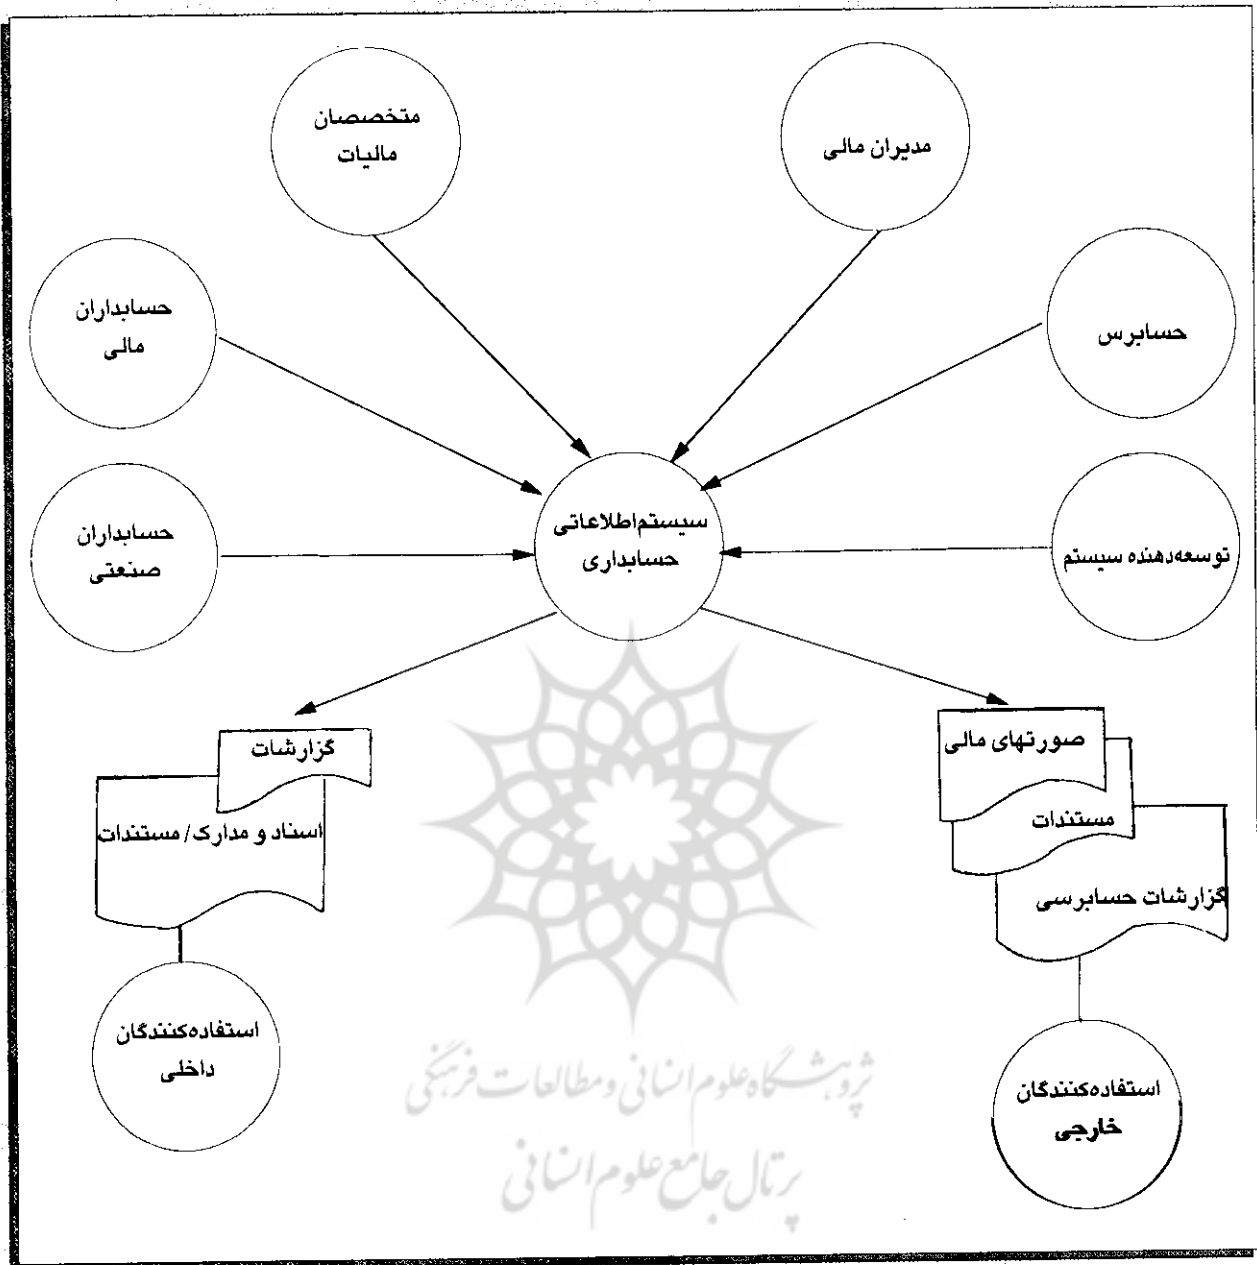 متخصصان
مالیات
مدیران مالی
حسابداران
مالی
حسابرس
حسابداران
صنعتی
سیستم‌اطلاعاتی
حسابداری
توسعه‌دهنده سیستم
گزارشات
اسناد و مدارک/مستندات
صورتهای مالی
مستندات
گزارشات حسابرسی
استفاده‌کنندگان
داخلی
استفاده‌کنندگان
خارجی
پژوهشگاه علوم انسانی و مطالعات فرهنگی
پرتال جامع علوم انسانی